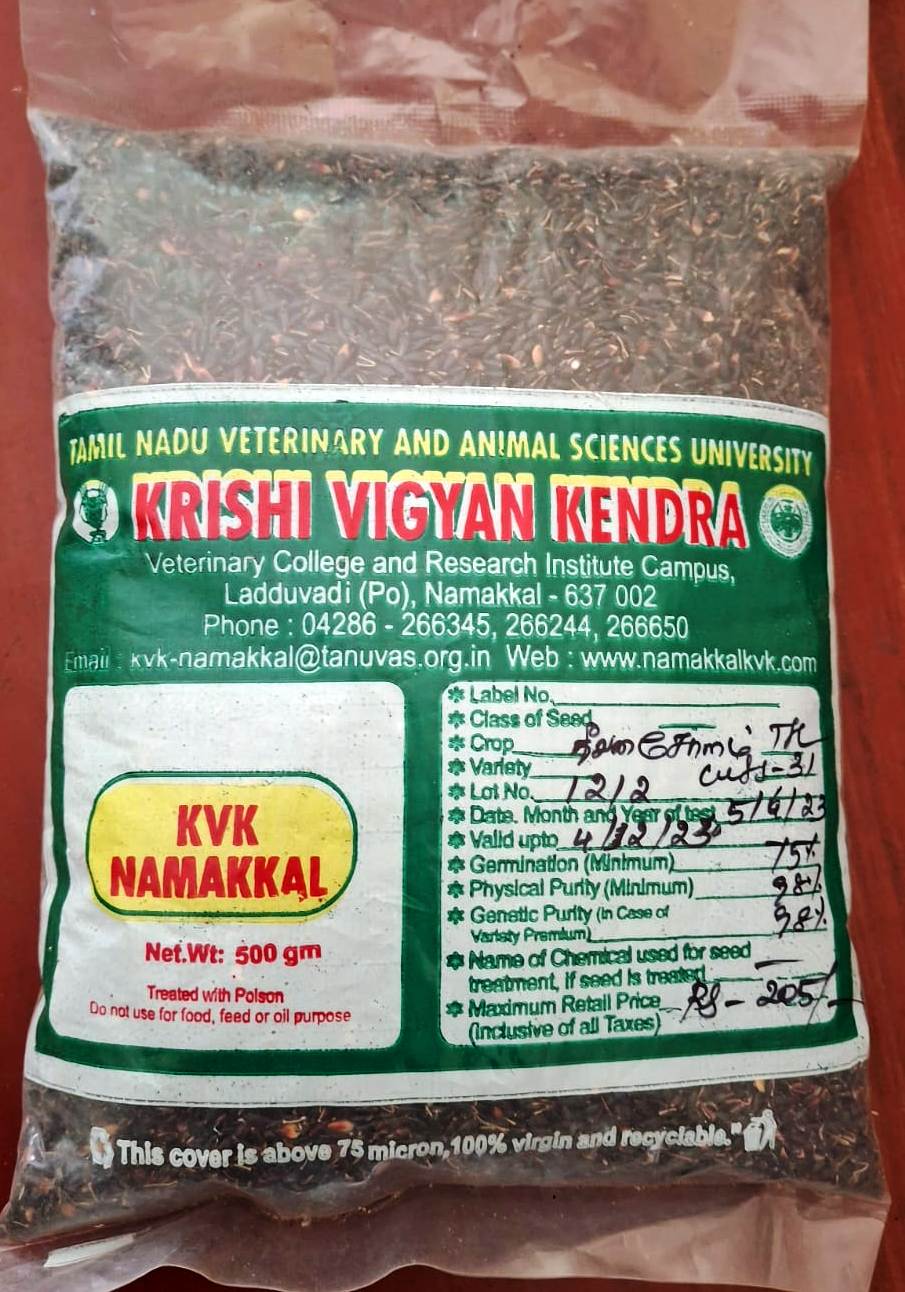 TAMIL NADU VETERINARY AND ANIMAL SCIENCES UNIVERSITY
KRISHI VIGYAN KENDRA
Veterinary College and Research Institute Campus,
Ladduvadi (Po), Namakkal - 637 002
Phone : 04286 - 266345, 266244, 266650
Email : kvk-namakkal@tanuvas.org.in Web : www.namakkalkvk.com
KVK
NAMAKKAL
Net.Wt: 500 gm
Treated with Poison
Do not use for food, feed or oil purpose
* Label No.
* Class of Seed
* Crop
* Variety
* Lot No. 12/2
* Date. Month and Year of test 5/4/23
* Valid upto 4/12/23
* Germination (Minimum) 75%
* Physical Purity (Minimum) 98%
* Genetic Purity (In Case of
Variety Premium) 98%
* Name of Chemical used for seed
treatment, if seed is treated —
* Maximum Retail Price Rs - 205/-
(Inclusive of all Taxes)
This cover is above 75 micron,100% virgin and recyclable."